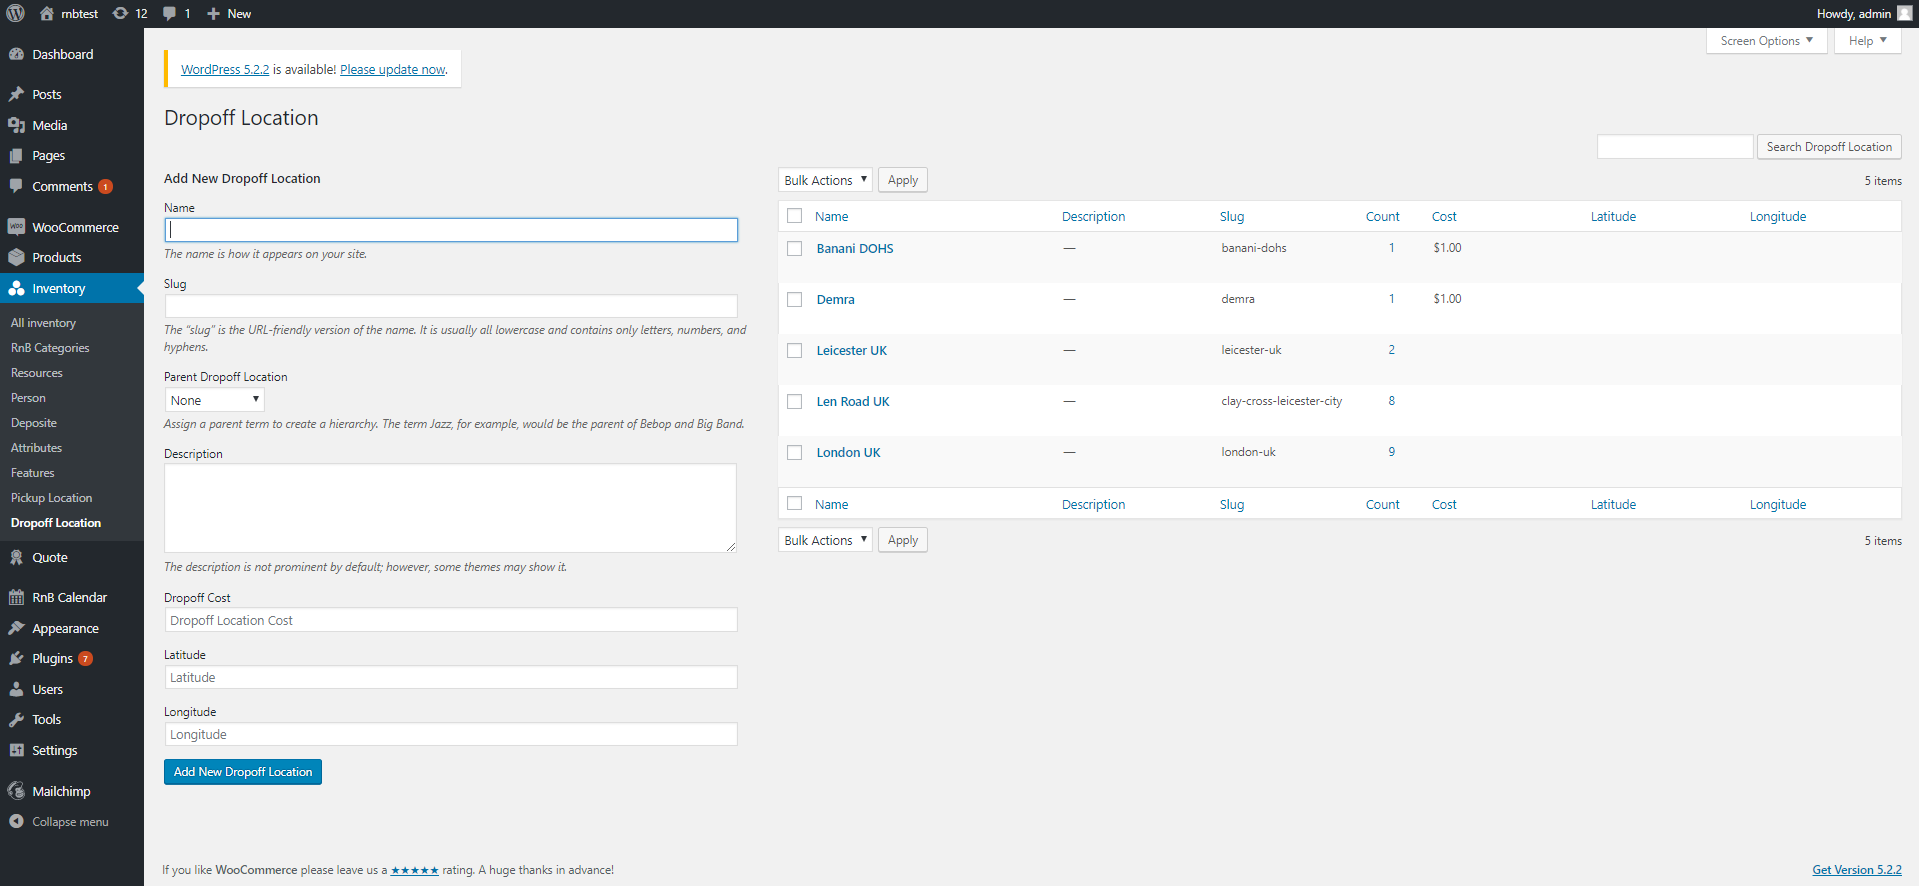 mbtest 12 1 New Howdy, admin
Dashboard
Posts
Media
Pages
Comments 1
WooCommerce
Products
Inventory
All inventory
RnB Categories
Resources
Person
Deposite
Attributes
Features
Pickup Location
Dropoff Location
Quote
RnB Calendar
Appearance
Plugins 7
Users
Tools
Settings
Mailchimp
Collapse menu
Screen Options ▼ Help ▼
WordPress 5.2.2 is available! Please update now.
Dropoff Location
Search Dropoff Location
Add New Dropoff Location
Name
The name is how it appears on your site.
Slug
The “slug” is the URL-friendly version of the name. It is usually all lowercase and contains only letters, numbers, and
hyphens.
Parent Dropoff Location
None
Assign a parent term to create a hierarchy. The term Jazz, for example, would be the parent of Bebop and Big Band.
Description
The description is not prominent by default; however, some themes may show it.
Dropoff Cost
Dropoff Location Cost
Latitude
Latitude
Longitude
Longitude
Add New Dropoff Location
Bulk Actions Apply 5 items
Name Description Slug Count Cost Latitude Longitude
Banani DOHS — banani-dohs 1 $1.00
Demra — demra 1 $1.00
Leicester UK — leicester-uk 2
Len Road UK — clay-cross-leicester-city 8
London UK — london-uk 9
Name Description Slug Count Cost Latitude Longitude
Bulk Actions Apply 5 items
If you like WooCommerce please leave us a ★★★★★ rating. A huge thanks in advance! Get Version 5.2.2